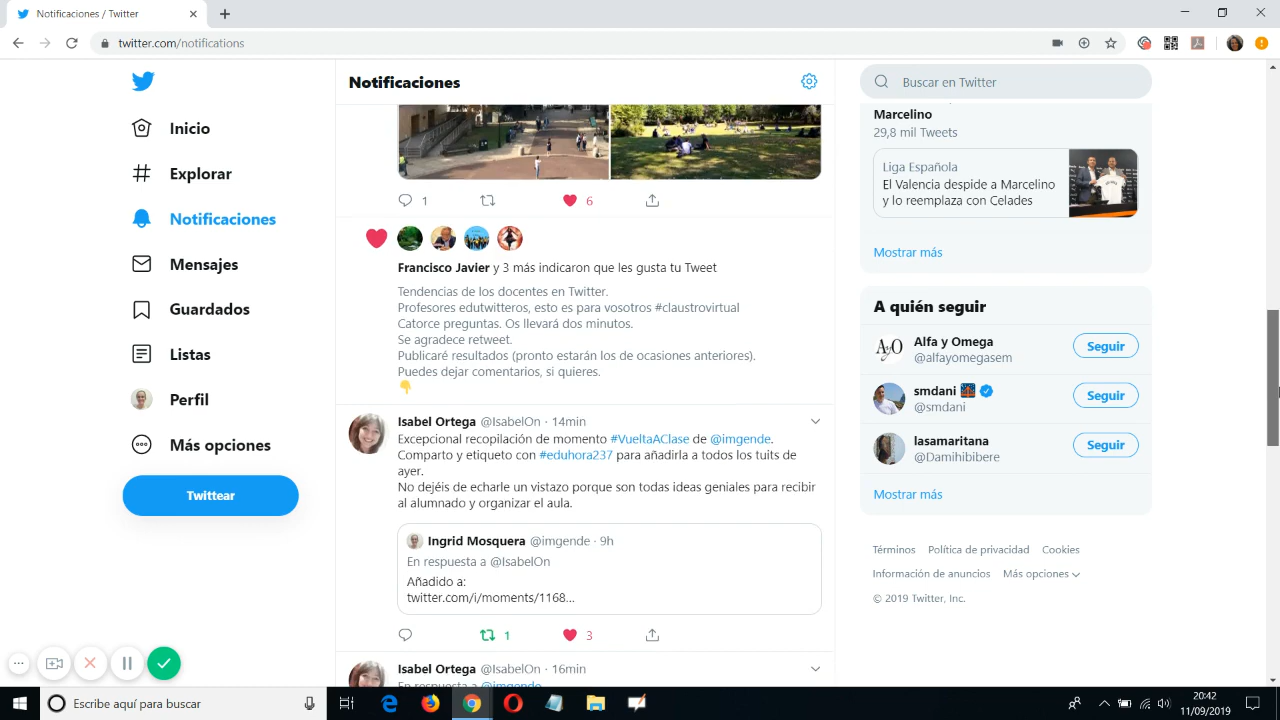 Notificaciones / Twitter
twitter.com/notifications
Inicio
Explorar
Notificaciones
Mensajes
Guardados
Listas
Perfil
Más opciones
Twittear
Notificaciones
1
6
Francisco Javier y 3 más indicaron que les gusta tu Tweet
Tendencias de los docentes en Twitter.
Profesores edutwitteros, esto es para vosotros #claustrovirtual
Catorce preguntas. Os llevará dos minutos.
Se agradece retweet.
Publicaré resultados (pronto estarán los de ocasiones anteriores).
Puedes dejar comentarios, si quieres.
Isabel Ortega @IsabelOn · 14min
Excepcional recopilación de momento #VueltaAClase de @imgende.
Comparto y etiqueto con #eduhora237 para añadirla a todos los tuits de
ayer.
No dejéis de echarle un vistazo porque son todas ideas geniales para recibir
al alumnado y organizar el aula.
Ingrid Mosquera @imgende · 9h
En respuesta a @IsabelOn
Añadido a:
twitter.com/i/moments/1168...
1
3
Isabel Ortega @IsabelOn · 16min
En respuesta a @imgende
Buscar en Twitter
Marcelino
29,8 mil Tweets
Liga Española
El Valencia despide a Marcelino
y lo reemplaza con Celades
Mostrar más
A quién seguir
Alfa y Omega
@alfayomegasem
Seguir
smdani
@smdani
Seguir
lasamaritana
@Damihibibere
Seguir
Mostrar más
Términos Política de privacidad Cookies
Información de anuncios Más opciones
© 2019 Twitter, Inc.
Escribe aquí para buscar
20:42
11/09/2019